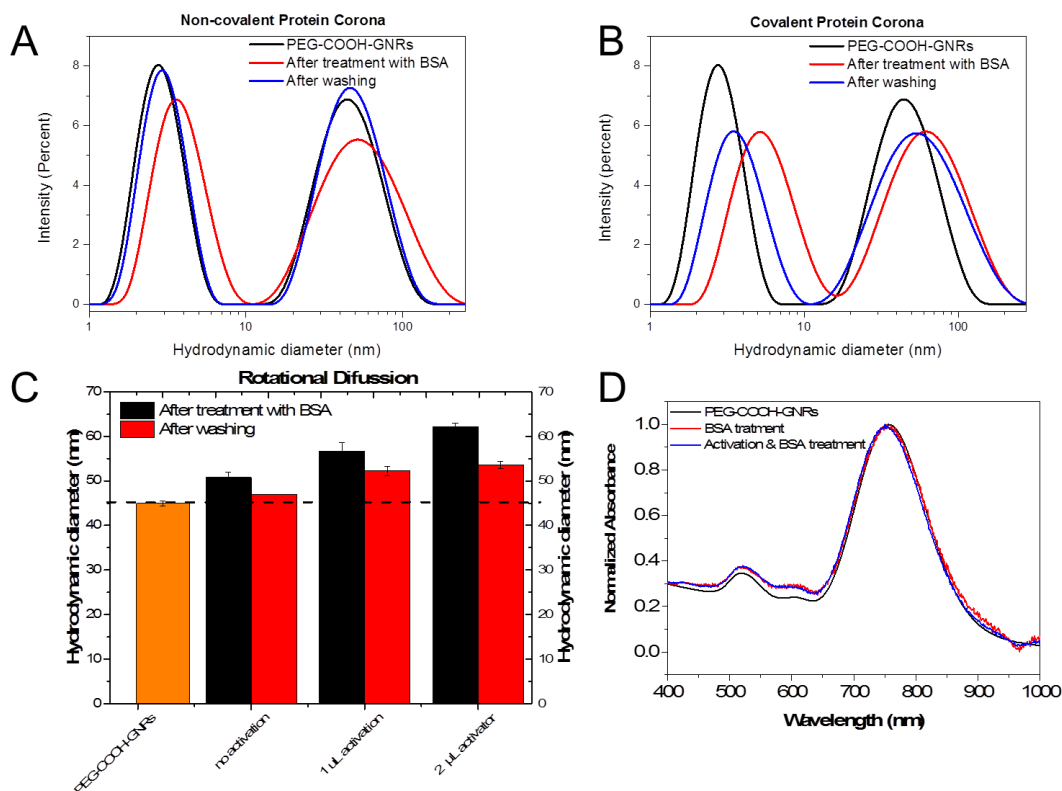 A
Non-covalent Protein Corona
PEG-COOH-GNRs
After treatment with BSA
After washing
8
6
4
2
0
Intensity (Percent)
1
10
100
Hydrodynamic diameter (nm)
B
Covalent Protein Corona
PEG-COOH-GNRs
After treatment with BSA
After washing
8
6
4
2
0
Intensity (percent)
1
10
100
Hydrodynamic diameter (nm)
C
Rotational Difussion
After treatment with BSA
After washing
70
60
50
40
30
20
10
0
Hydrodynamic diameter (nm)
70
60
50
40
30
20
10
0
Hydrodynamic diameter (nm)
PEG-COOH-GNRs
no activation
1 uL activation
2 µL activator
D
PEG-COOH-GNRs
BSA tratment
Activation & BSA treatment
1.0
0.8
0.6
0.4
0.2
0.0
Normalized Absorbance
400
500
600
700
800
900
1000
Wavelength (nm)